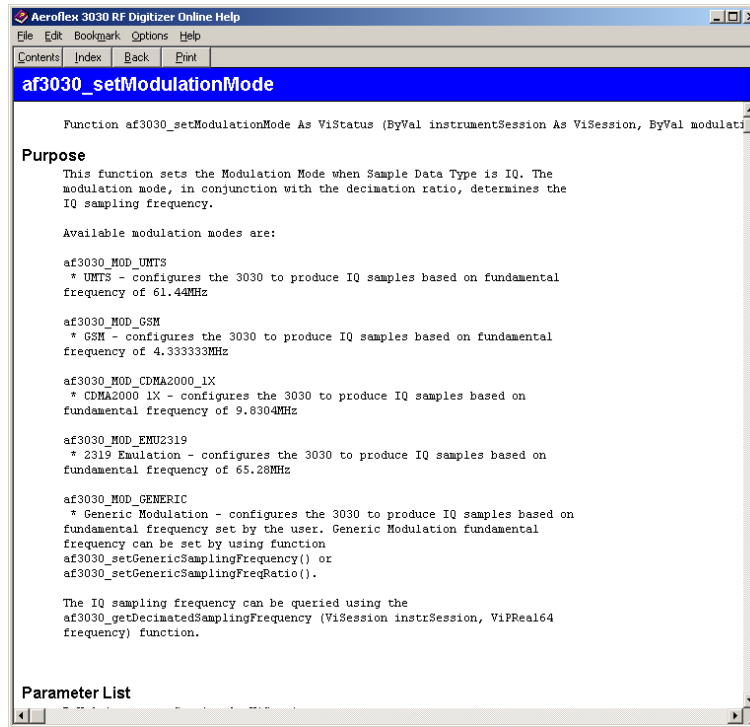 Aeroflex 3030 RF Digitizer Online Help
File Edit Bookmark Options Help
Contents Index Back Print
af3030_setModulationMode
Function af3030_setModulationMode As ViStatus (ByVal instrumentSession As ViSession, ByVal modulati
Purpose
This function sets the Modulation Mode when Sample Data Type is IQ. The
modulation mode, in conjunction with the decimation ratio, determines the
IQ sampling frequency.
Available modulation modes are:
af3030_MOD_UMTS
* UMTS - configures the 3030 to produce IQ samples based on fundamental
frequency of 61.44MHz
af3030_MOD_GSM
* GSM - configures the 3030 to produce IQ samples based on fundamental
frequency of 4.333333MHz
af3030_MOD_CDMA2000_1X
* CDMA2000 1X - configures the 3030 to produce IQ samples based on
fundamental frequency of 9.8304MHz
af3030_MOD_EMU2319
* 2319 Emulation - configures the 3030 to produce IQ samples based on
fundamental frequency of 65.28MHz
af3030_MOD_GENERIC
* Generic Modulation - configures the 3030 to produce IQ samples based on
fundamental frequency set by the user. Generic Modulation fundamental
frequency can be set by using function
af3030_setGenericSamplingFrequency() or
af3030_setGenericSamplingFreqRatio().
The IQ sampling frequency can be queried using the
af3030_getDecimatedSamplingFrequency (ViSession instrSession, ViPReal64
frequency) function.
Parameter List